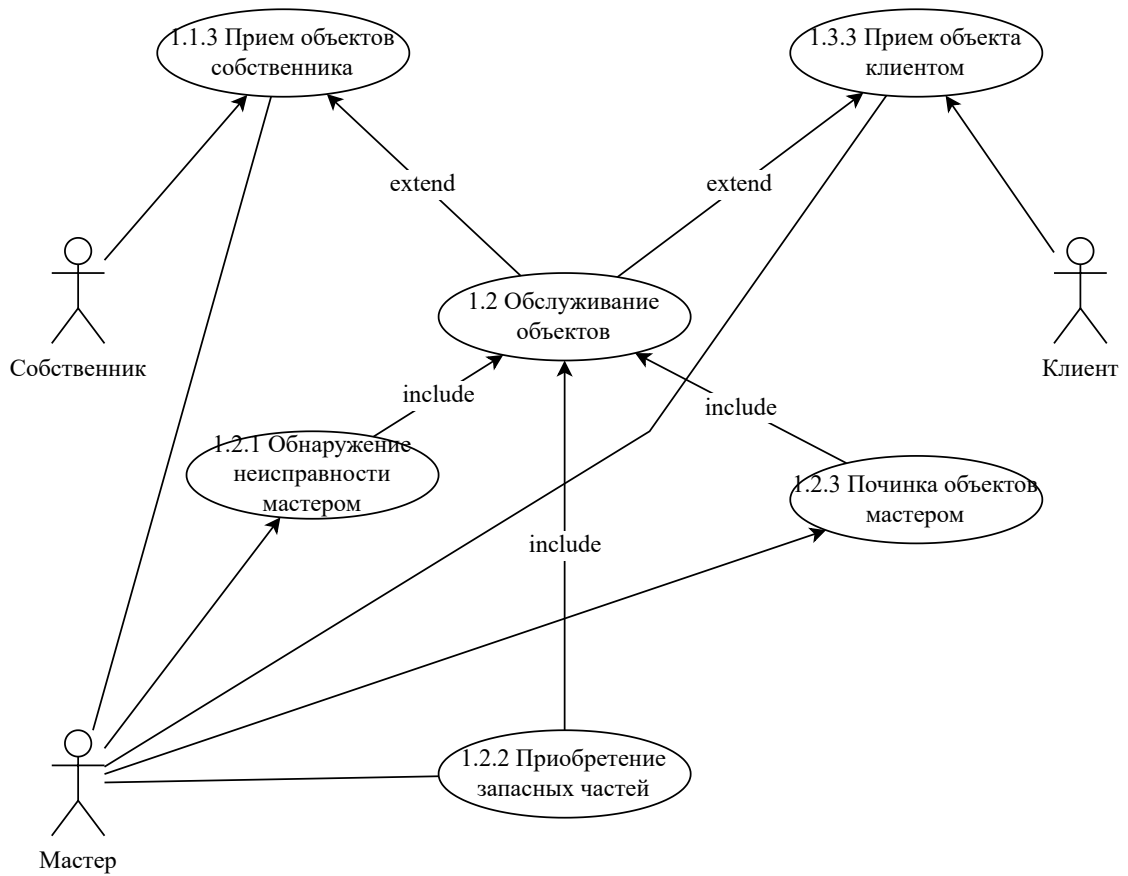 1.1.3 Прием объектов
собственника
1.3.3 Прием объекта
клиентом
extend
extend
1.2 Обслуживание
объектов
Собственник
Клиент
include
include
1.2.1 Обнаружение
неисправности
мастером
1.2.3 Починка объектов
мастером
include
1.2.2 Приобретение
запасных частей
Мастер